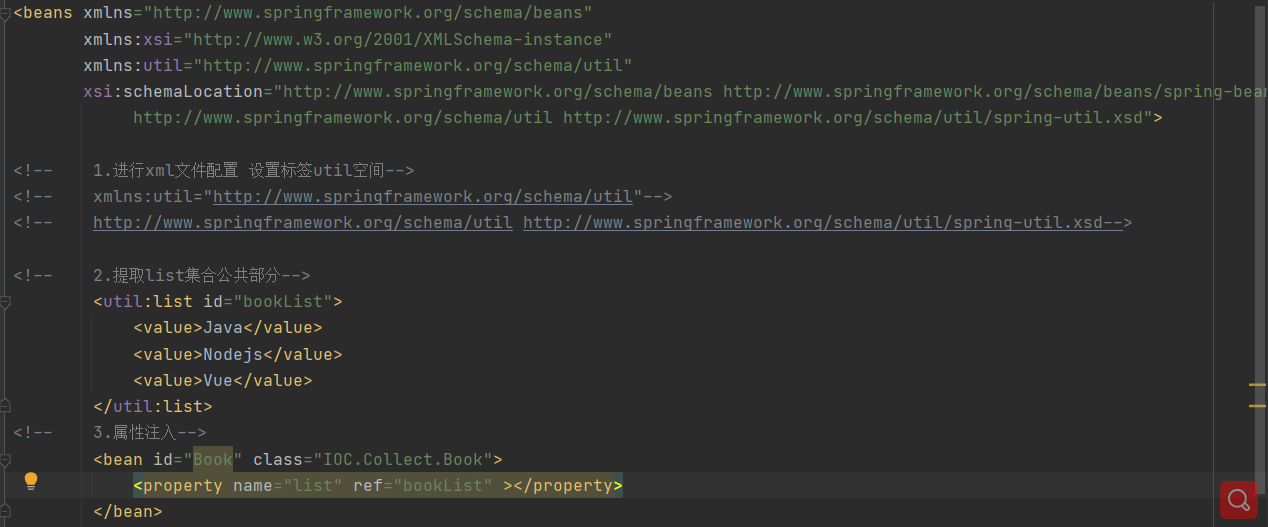 <beans xmlns="http://www.springframework.org/schema/beans"
xmlns:xsi="http://www.w3.org/2001/XMLSchema-instance"
xmlns:util="http://www.springframework.org/schema/util"
xsi:schemaLocation="http://www.springframework.org/schema/beans http://www.springframework.org/schema/beans/spring-bean
http://www.springframework.org/schema/util http://www.springframework.org/schema/util/spring-util.xsd">
<!-- 1.进行xml文件配置 设置标签util空间-->
<!-- xmlns:util="http://www.springframework.org/schema/util"-->
<!-- http://www.springframework.org/schema/util http://www.springframework.org/schema/util/spring-util.xsd-->
<!-- 2.提取list集合公共部分-->
<util:list id="bookList">
<value>Java</value>
<value>Nodejs</value>
<value>Vue</value>
</util:list>
<!-- 3.属性注入-->
<bean id="Book" class="IOC.Collect.Book">
<property name="list" ref="bookList" ></property>
</bean>